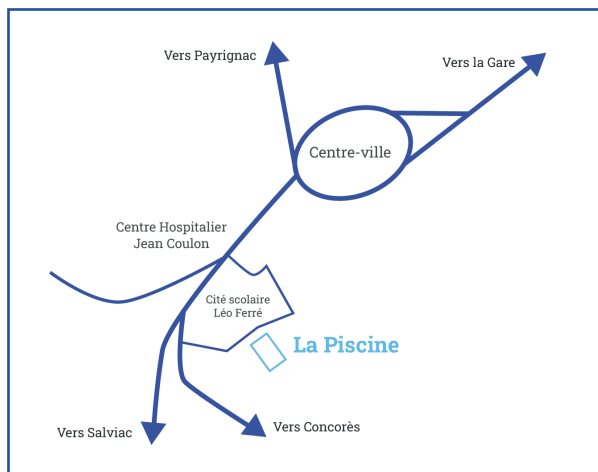 Vers Payrignac
Vers la Gare
Centre-ville
Centre Hospitalier
Jean Coulon
Cité scolaire
Léo Ferré
La Piscine
Vers Concorès
Vers Salviac